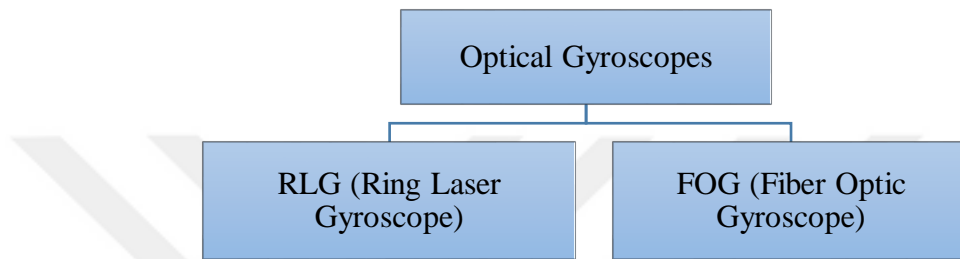 Optical Gyroscopes
RLG (Ring Laser
Gyroscope)
FOG (Fiber Optic
Gyroscope)